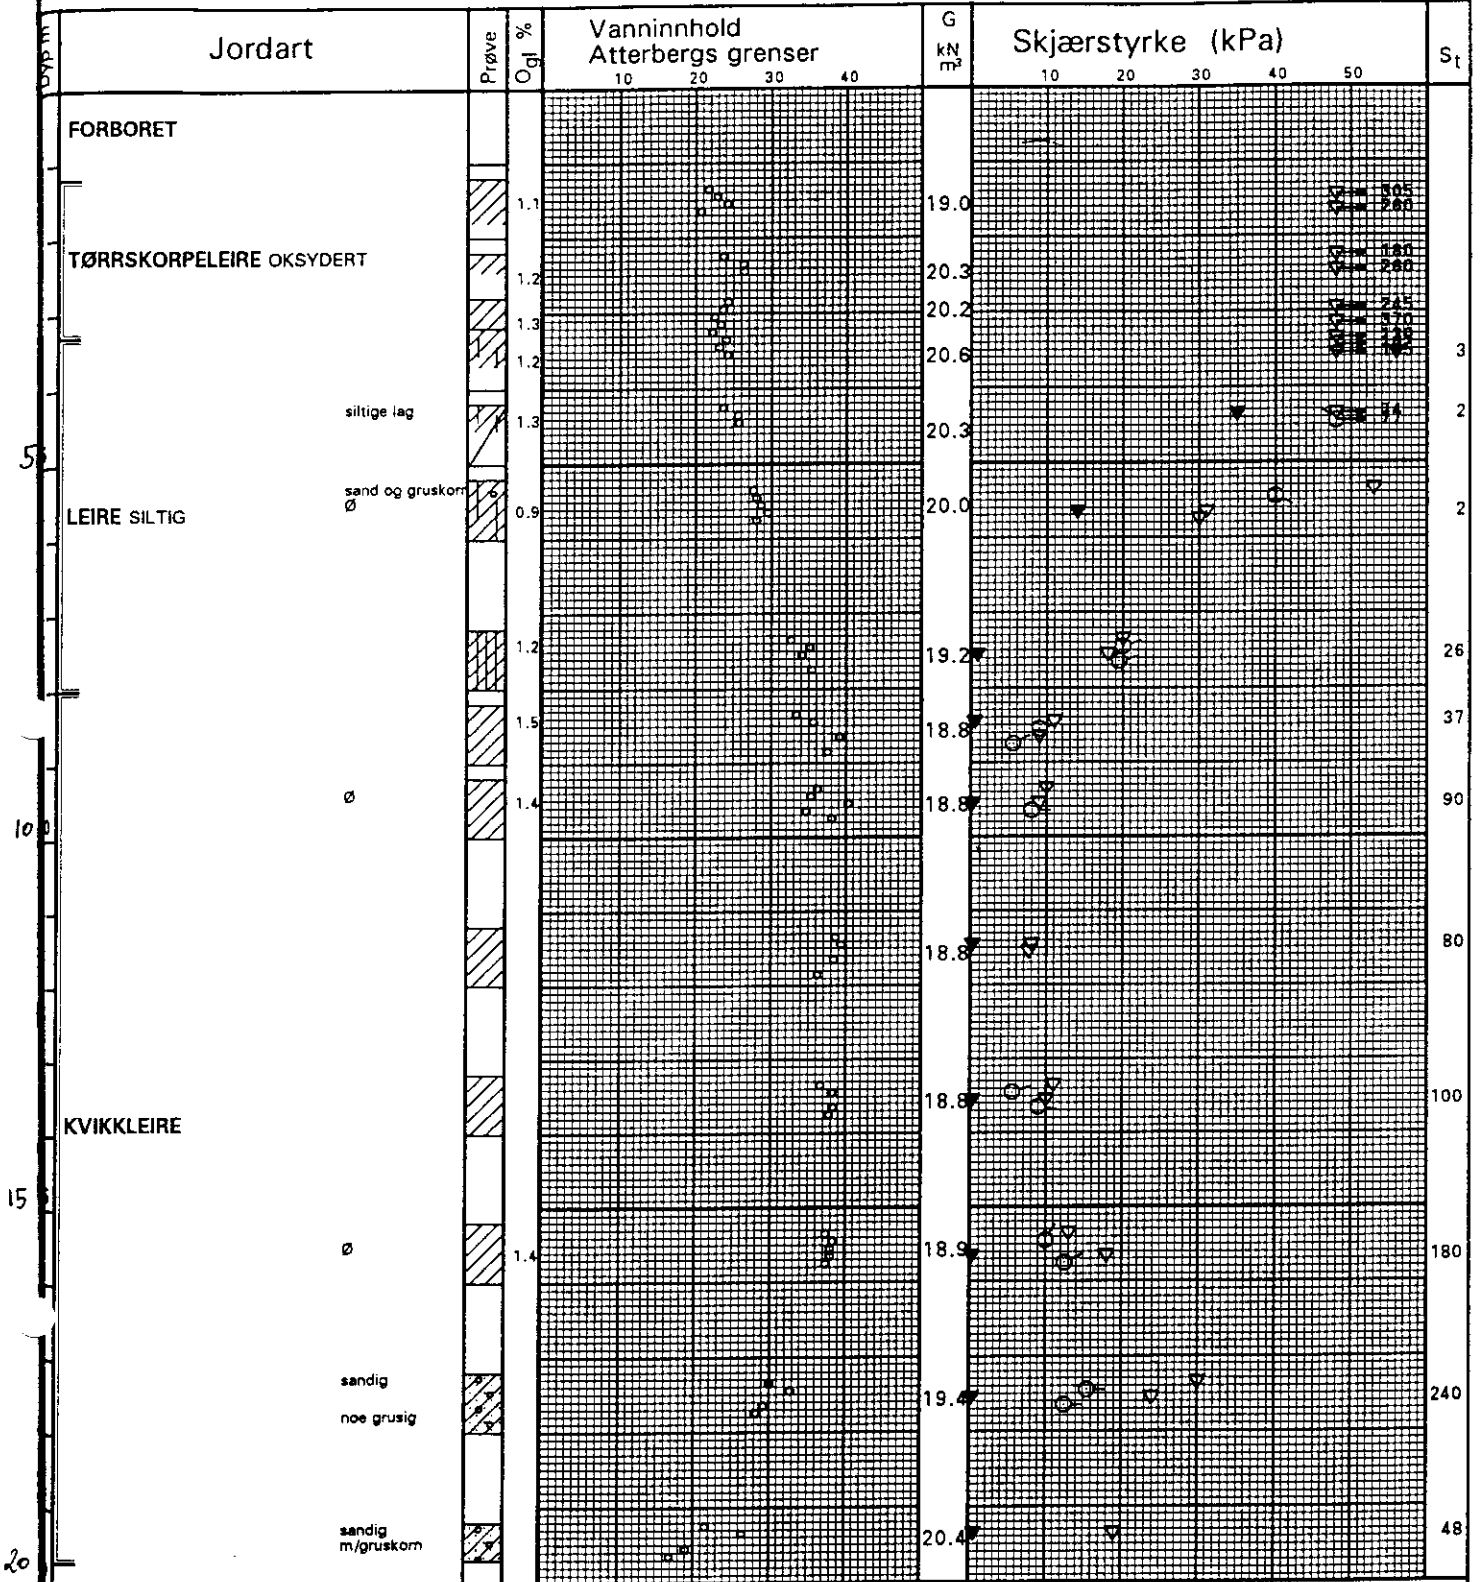 Jordart
Prøve
Ogl %
Vanninnhold
Atterbergs grenser
10 20 30 40
G
kN
m³
Skjærstyrke (kPa)
10 20 30 40 50
St
FORBORET
1.1 19.0 305
260
TØRRSKORPELEIRE OKSYDERT
180
1.2 20.3 260
20.2 245
1.3 170
1.2 20.6 3
siltige lag
1.3 20.3 2
5
sand og gruskorn
Ø
LEIRE SILTIG
0.9 20.0 2
1.2 19.2 26
1.5 18.8 37
Ø
1.4 18.8 90
10
18.8 80
18.8 100
KVIKKLEIRE
15
Ø
1.4 18.9 180
sandig
19.4 240
noe grusig
sandig
m/gruskorn
20.4 48
20